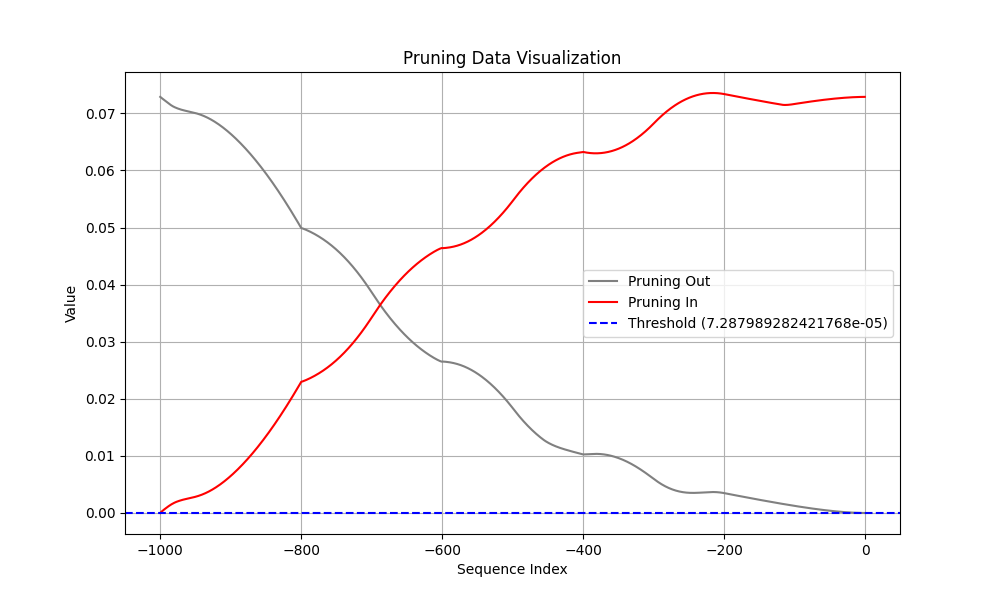 Pruning Data Visualization
Value
0.07
0.06
0.05
0.04
0.03
0.02
0.01
0.00
Pruning Out
Pruning In
Threshold (7.287989282421768e-05)
−1000 −800 −600 −400 −200 0
Sequence Index